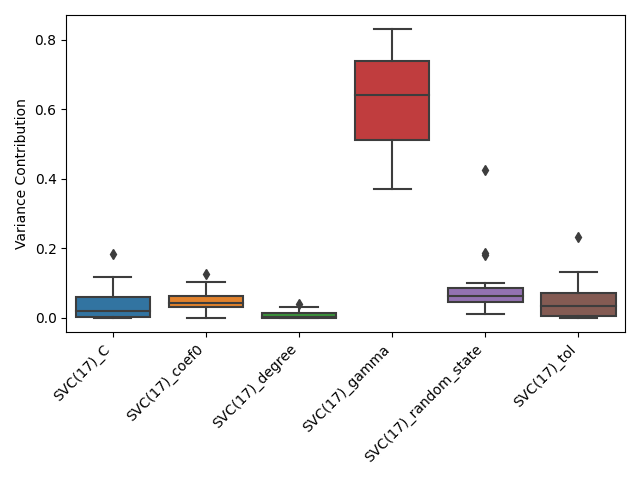 Variance Contribution
0.8
0.6
0.4
0.2
0.0
SVC(17)_C
SVC(17)_coef0
SVC(17)_degree
SVC(17)_gamma
SVC(17)_random_state
SVC(17)_tol